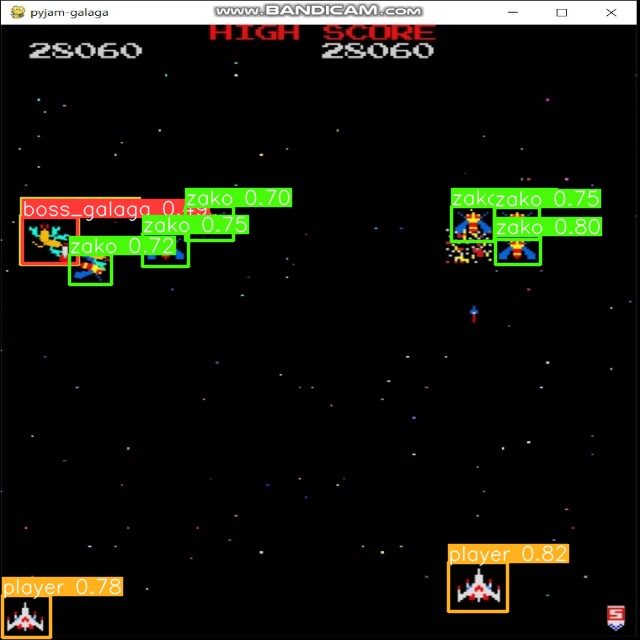 pyjam-galaga
www.BANDICAM.com
HIGH SCORE
28060
28060
zako 0.70
zako 0.75
boss_galaga
zako 0.75
zako 0.80
zako 0.72
player 0.82
player 0.78
S